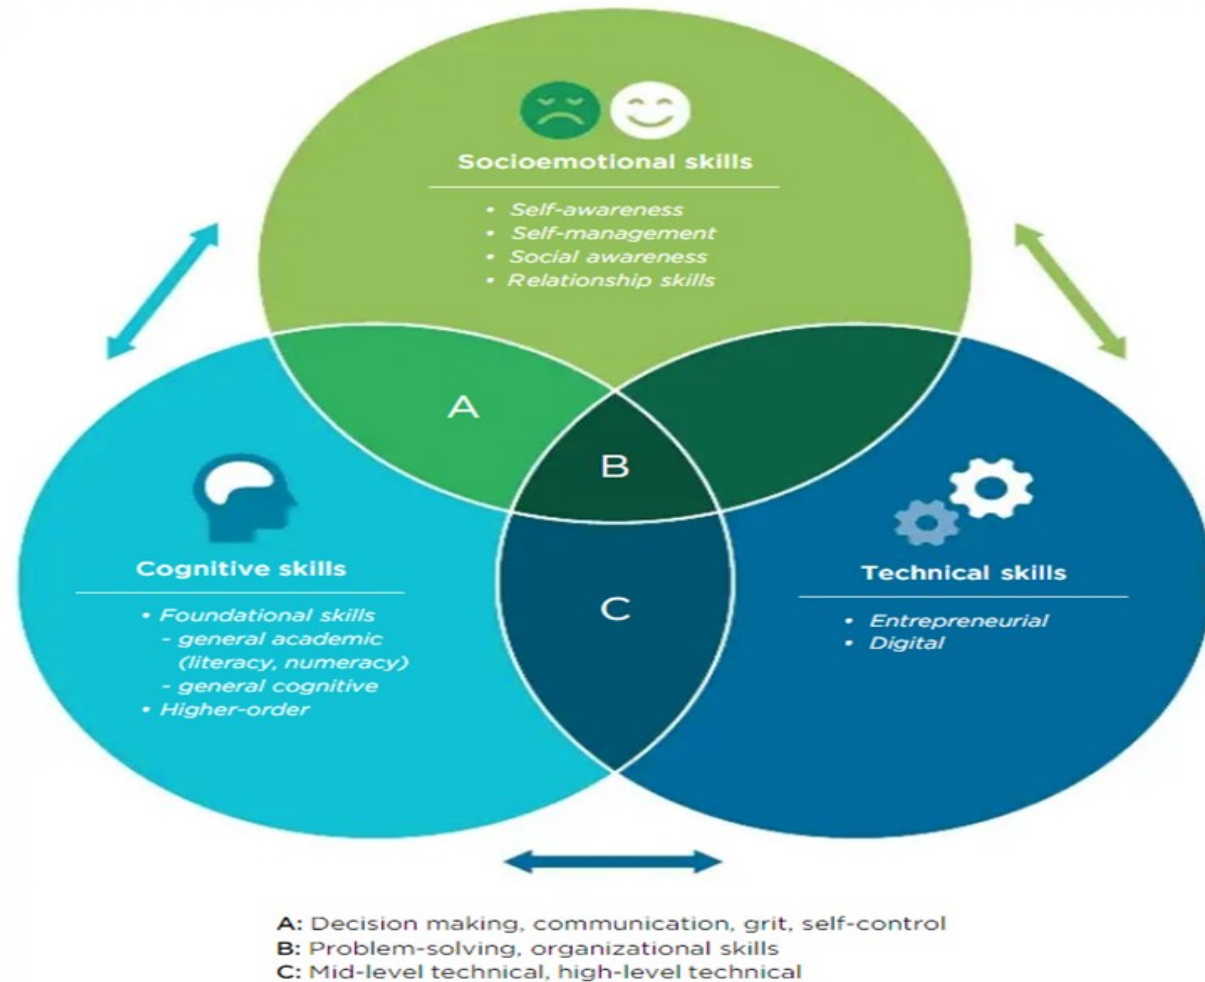 Socioemotional skills
• Self-awareness
• Self-management
• Social awareness
• Relationship skills
A
B
C
Cognitive skills
• Foundational skills
- general academic
(literacy, numeracy)
- general cognitive
• Higher-order
Technical skills
• Entrepreneurial
• Digital
A: Decision making, communication, grit, self-control
B: Problem-solving, organizational skills
C: Mid-level technical, high-level technical